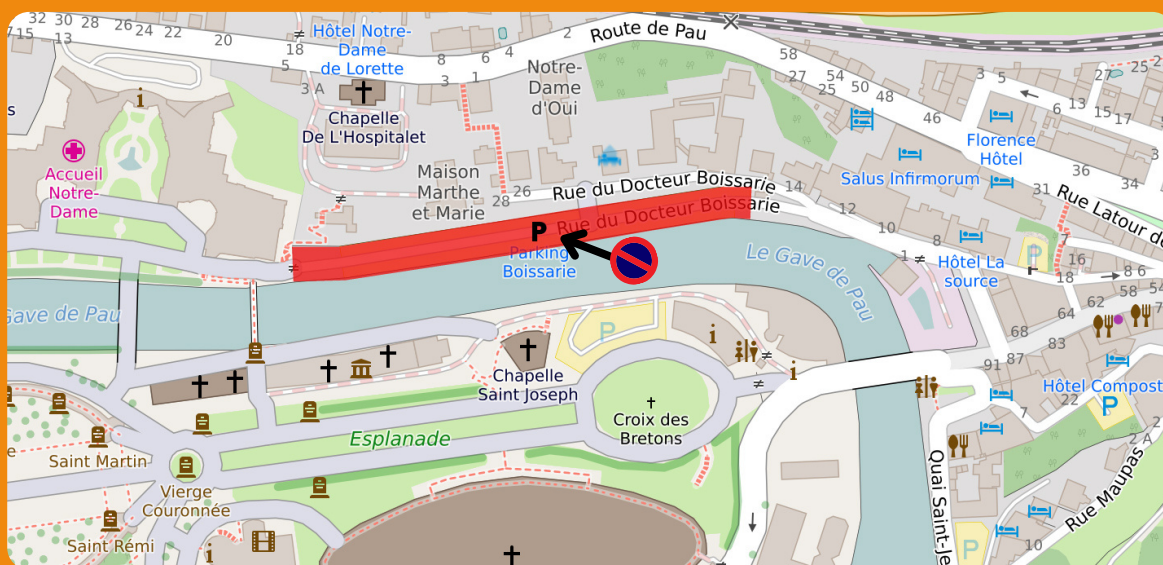 32
30
28
26
24
22
20
18
5
3 A
15
13
Hôtel Notre-
Dame
de Lorette
8
3
1
6
4
2
Route de Pau
58
27
54
25
50
48
46
3
5
27
25
6
13
15
17
Notre-
Dame
d'Oui
Chapelle
De L'Hospitalet
Accueil
Notre-
Dame
Maison
Marthe
et Marie
28
26
Rue du Docteur Boissarie
Rue du Docteur Boissarie
14
12
10
8
1
Salus Infirmorum
Florence
Hôtel
36
34
31
Rue Latour d
P
Parking
Boissarie
Le Gave de Pau
Hôtel La
source
P
7
16
18
8 6
58
62
64
54
68
83
87
91
Gave de Pau
P
Chapelle
Saint Joseph
Croix des
Bretons
Esplanade
Hôtel Compost
22
P
7
2 A
Saint Martin
Vierge
Couronnée
Saint Rémi
Quai Saint-Je
Rue Maupas
P
10